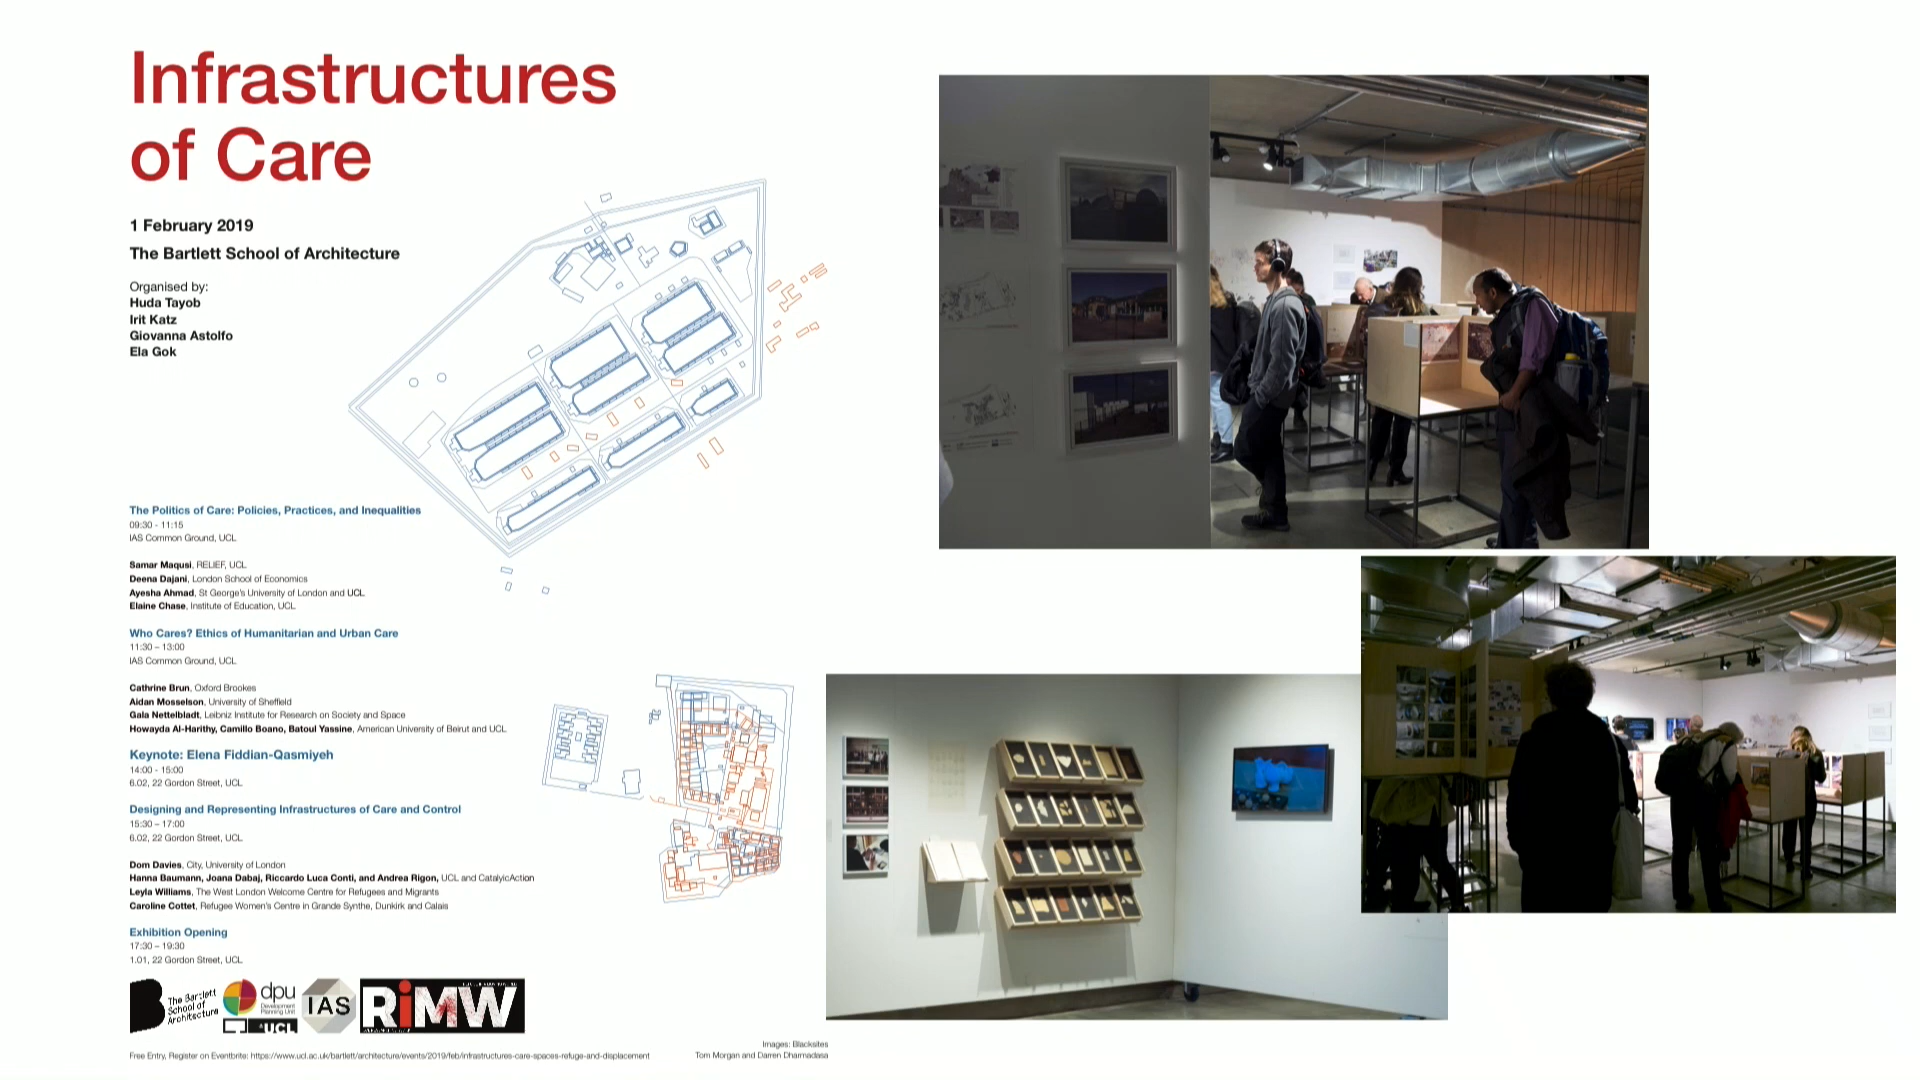 Infrastructures
of Care
1 February 2019
The Bartlett School of Architecture
Organised by:
Huda Tayob
Irit Katz
Giovanna Astolfo
Ela Gok
The Politics of Care: Policies, Practices, and Inequalities
09:30 - 11:15
IAS Common Ground, UCL
Samar Maqusi, RELIEF, UCL
Deena Dajani, London School of Economics
Ayesha Ahmad, St George's University of London and UCL
Elaine Chase, Institute of Education, UCL
Who Cares? Ethics of Humanitarian and Urban Care
11:30 – 13:00
IAS Common Ground, UCL
Cathrine Brun, Oxford Brookes
Aidan Mosselson, University of Sheffield
Gala Nettelbladt, Leibniz Institute for Research on Society and Space
Howayda Al-Harithy, Camillo Boano, Batoul Yassine, American University of Beirut and UCL
Keynote: Elena Fiddian-Qasmiyeh
14:00 - 15:00
6.02, 22 Gordon Street, UCL
Designing and Representing Infrastructures of Care and Control
15:30 – 17:00
6.02, 22 Gordon Street, UCL
Dom Davies, City, University of London
Hanna Baumann, Joana Dabaj, Riccardo Luca Conti, and Andrea Rigon, UCL and CatalyicAction
Leyla Williams, The West London Welcome Centre for Refugees and Migrants
Caroline Cottet, Refugee Women's Centre in Grande Synthe, Dunkirk and Calais
Exhibition Opening
17:30 – 19:30
1.01, 22 Gordon Street, UCL
The Bartlett
School of
Architecture
dpu
Development
Planning Unit
UCL
IAS
RiMW
Free Entry, Register on Eventbrite: https://www.ucl.ac.uk/bartlett/architecture/events/2019/feb/infrastructures-care-spaces-refuge-and-displacement
Images: Blacksites
Tom Morgan and Darren Dharmadasa